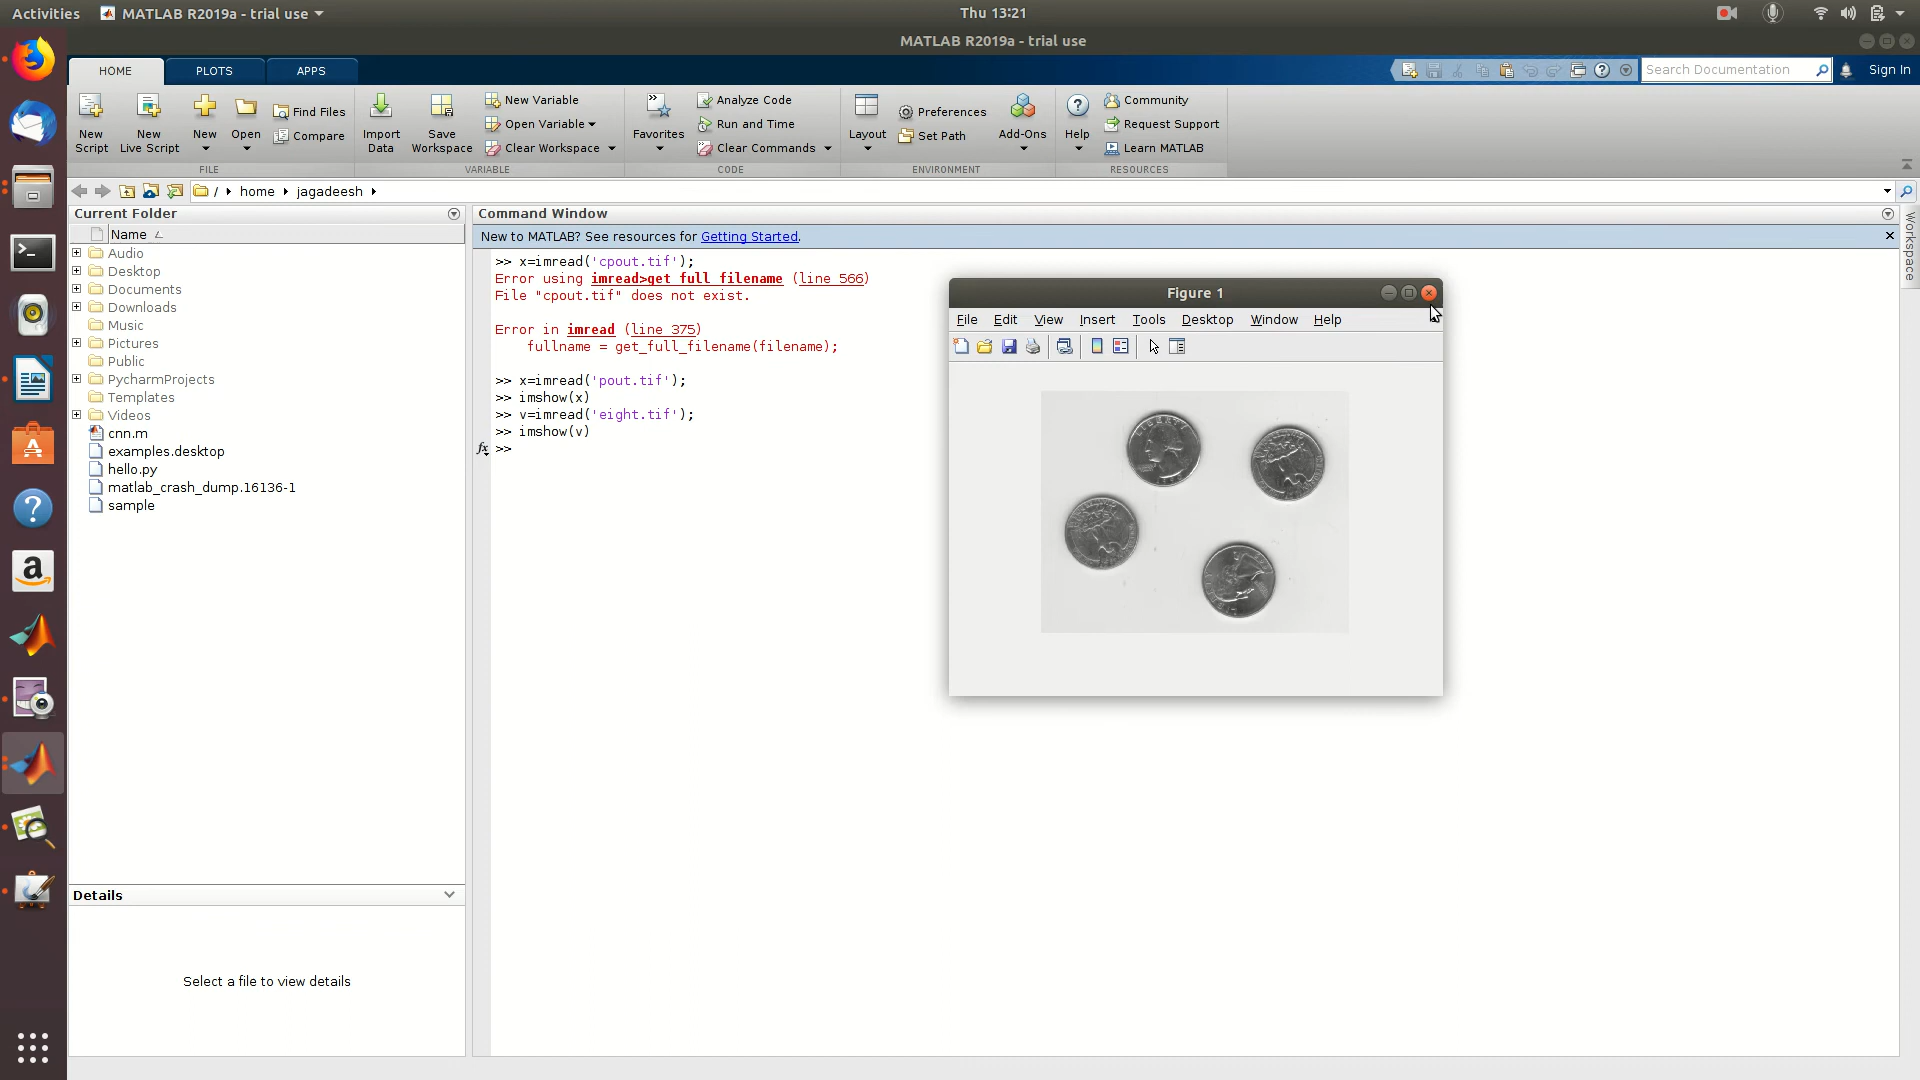 Activities MATLAB R2019a - trial use Thu 13:21
MATLAB R2019a - trial use
HOME PLOTS APPS
Search Documentation Sign In
New Script
New Live Script
New
Open
Find Files
Compare
FILE
Import Data
Save Workspace
New Variable
Open Variable
Clear Workspace
VARIABLE
Favorites
Analyze Code
Run and Time
Clear Commands
CODE
Layout
Preferences
Set Path
Add-Ons
ENVIRONMENT
Help
Community
Request Support
Learn MATLAB
RESOURCES
/ home jagadeesh
Current Folder
Name
Audio
Desktop
Documents
Downloads
Music
Pictures
Public
PycharmProjects
Templates
Videos
cnn.m
examples.desktop
hello.py
matlab_crash_dump.16136-1
sample
Details
Select a file to view details
Command Window
New to MATLAB? See resources for Getting Started.
>> x=imread('cpout.tif');
Error using imread>get_full_filename (line 566)
File "cpout.tif" does not exist.
Error in imread (line 375)
fullname = get_full_filename(filename);
>> x=imread('pout.tif');
>> imshow(x)
>> v=imread('eight.tif');
>> imshow(v)
fx >>
Figure 1
File Edit View Insert Tools Desktop Window Help
LIBERTY
Workspace